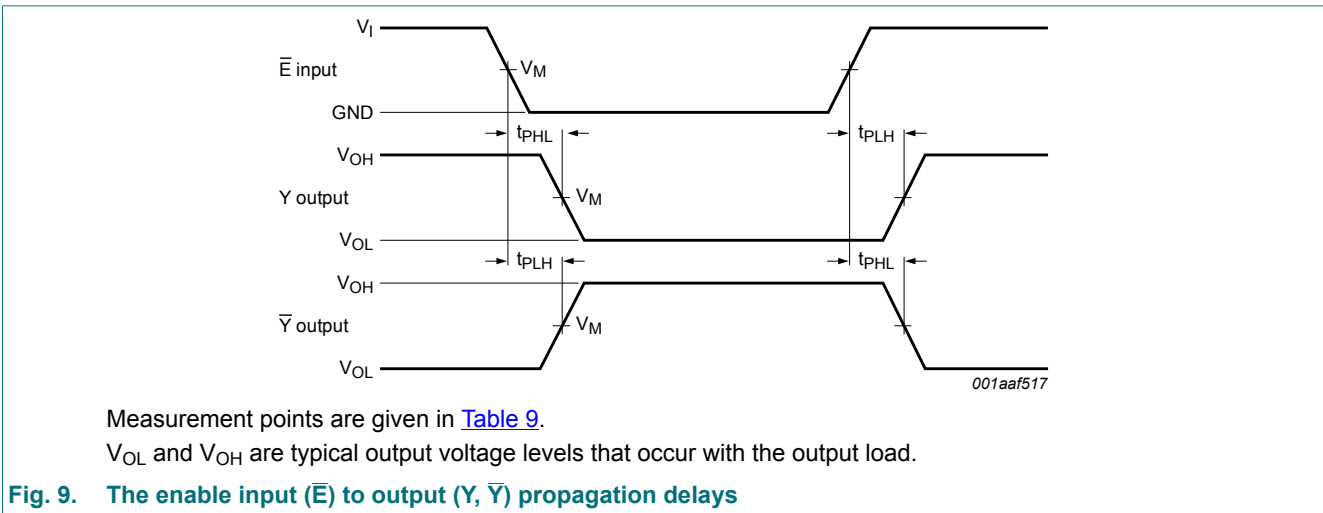 V_I
E̅ input
V_M
GND
t_PHL
t_PLH
V_OH
Y output
V_M
V_OL
t_PLH
t_PHL
V_OH
Y̅ output
V_M
V_OL
001aaf517
Measurement points are given in Table 9.
V_OL and V_OH are typical output voltage levels that occur with the output load.
Fig. 9. The enable input (E̅) to output (Y, Y̅) propagation delays